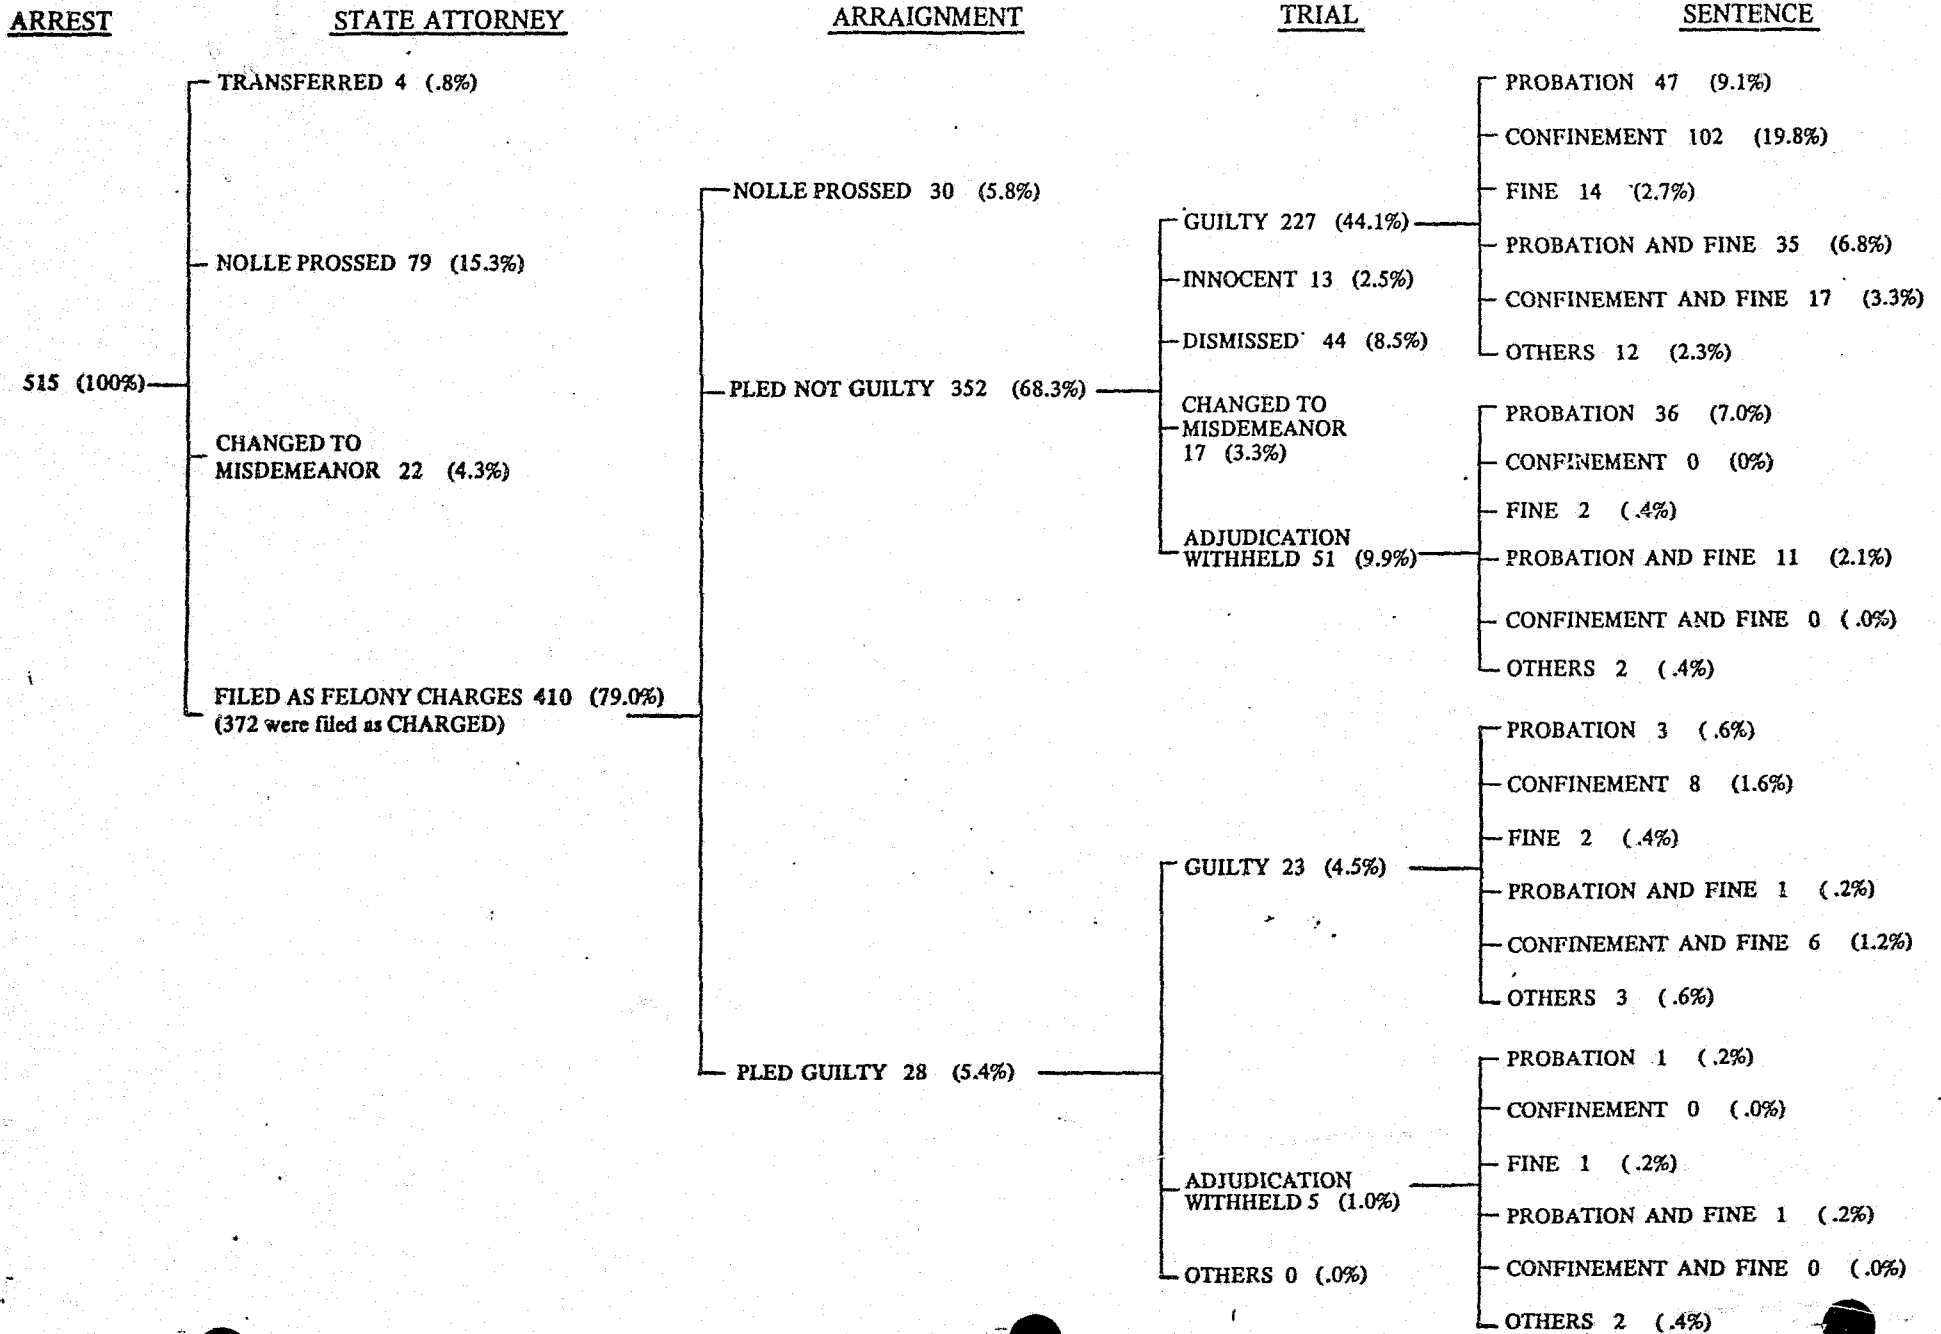 ARREST
STATE ATTORNEY
ARRAIGNMENT
TRIAL
SENTENCE
515 (100%)
TRANSFERRED 4 (.8%)
NOLLE PROSSED 79 (15.3%)
CHANGED TO
MISDEMEANOR 22 (4.3%)
FILED AS FELONY CHARGES 410 (79.0%)
(372 were filed as CHARGED)
NOLLE PROSSED 30 (5.8%)
PLED NOT GUILTY 352 (68.3%)
PLED GUILTY 28 (5.4%)
GUILTY 227 (44.1%)
INNOCENT 13 (2.5%)
DISMISSED 44 (8.5%)
CHANGED TO
MISDEMEANOR
17 (3.3%)
ADJUDICATION
WITHHELD 51 (9.9%)
GUILTY 23 (4.5%)
ADJUDICATION
WITHHELD 5 (1.0%)
OTHERS 0 (.0%)
PROBATION 47 (9.1%)
CONFINEMENT 102 (19.8%)
FINE 14 (2.7%)
PROBATION AND FINE 35 (6.8%)
CONFINEMENT AND FINE 17 (3.3%)
OTHERS 12 (2.3%)
PROBATION 36 (7.0%)
CONFINEMENT 0 (0%)
FINE 2 (.4%)
PROBATION AND FINE 11 (2.1%)
CONFINEMENT AND FINE 0 (.0%)
OTHERS 2 (.4%)
PROBATION 3 (.6%)
CONFINEMENT 8 (1.6%)
FINE 2 (.4%)
PROBATION AND FINE 1 (.2%)
CONFINEMENT AND FINE 6 (1.2%)
OTHERS 3 (.6%)
PROBATION 1 (.2%)
CONFINEMENT 0 (.0%)
FINE 1 (.2%)
PROBATION AND FINE 1 (.2%)
CONFINEMENT AND FINE 0 (.0%)
OTHERS 2 (.4%)